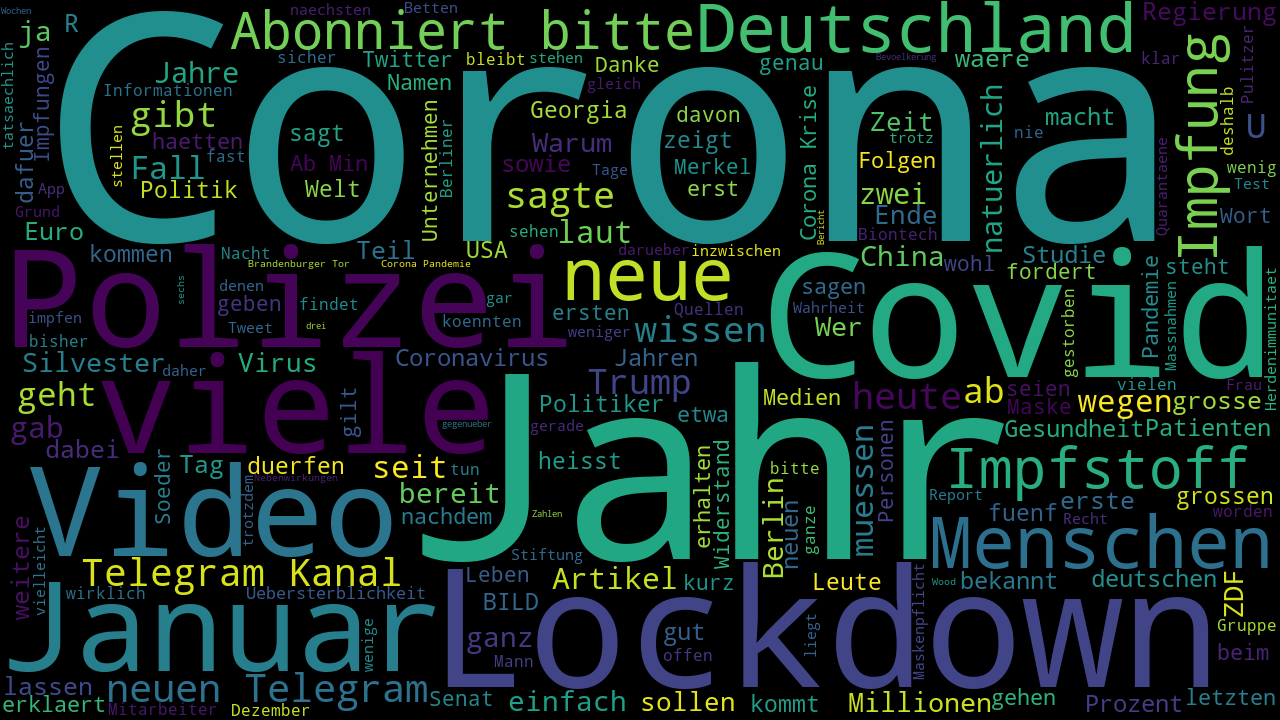 Wochen
naechsten
Betten
Regierung
ja
R
Abonniert bitte
Deutschland
Corona
tatsaechlich
Impfungen
Jahre
Informationen
sicher
Twitter
bleibt
stehen
Danke
genau
Bevoelkerung
waere
klar
Pulitzer
Impfung
Namen
gleich
gibt
sagt
Georgia
davon
Zeit
macht
U
deshalb
haetten
Unternehmen
Berliner
Warum
zeigt
trotz
nie
stellen
Fall
fast
Ab Min
sowie
Tage
Merkel
Folgen
wenig
dafuer
App
Politik
Welt
sagte
erst
zwei
Test
Grund
Corona Krise
Ende
natuerlich
Quarantaene
Wort
Euro
sehen
laut
Bericht
Biontech
kommen
Nacht
Teil
USA
darueber
inzwischen
China
wohl
Studie
Polizei
Brandenburger Tor
Corona Pandemie
neue
fordert
steht
sechs
denen
gar
sagen
Covid
Pandemie
geben
findet
ersten
Quellen
Wahrheit
Massnahmen
impfen
Tweet
drei
koennten
weniger
wissen
Wer
gestorben
Herdenimmunitaet
bisher
Silvester
daher
Virus
Coronavirus
Jahren
geht
viele
gilt
Trump
heute
ab
seien
vielen
Frau
Medien
Maske
wegen
grosse
gab
gegenueber
gerade
Politiker
etwa
Gesundheit
Patienten
dabei
Jahr
Soeder
Tag
duerfen
seit
tun
heisst
bitte
Impfstoff
Video
Nebenwirkungen
bereit
erhalten
Widerstand
Berlin
muessen
Personen
Report
erste
grossen
trotzdem
nachdem
Zahlen
neuen
ganze
fuenf
Recht
worden
weitere
vielleicht
Stiftung
Menschen
Telegram Kanal
Leben
Artikel
kurz
Leute
Maskenpflicht
Wood
bekannt
deutschen
ZDF
wirklich
Uebersterblichkeit
BILD
Januar
Lockdown
Gruppe
wenige
ganz
gut
liegt
Mann
offen
beim
lassen
neuen Telegram
Senat
einfach
sollen
kommt
Millionen
gehen
Prozent
letzten
erklaert
Mitarbeiter
Dezember